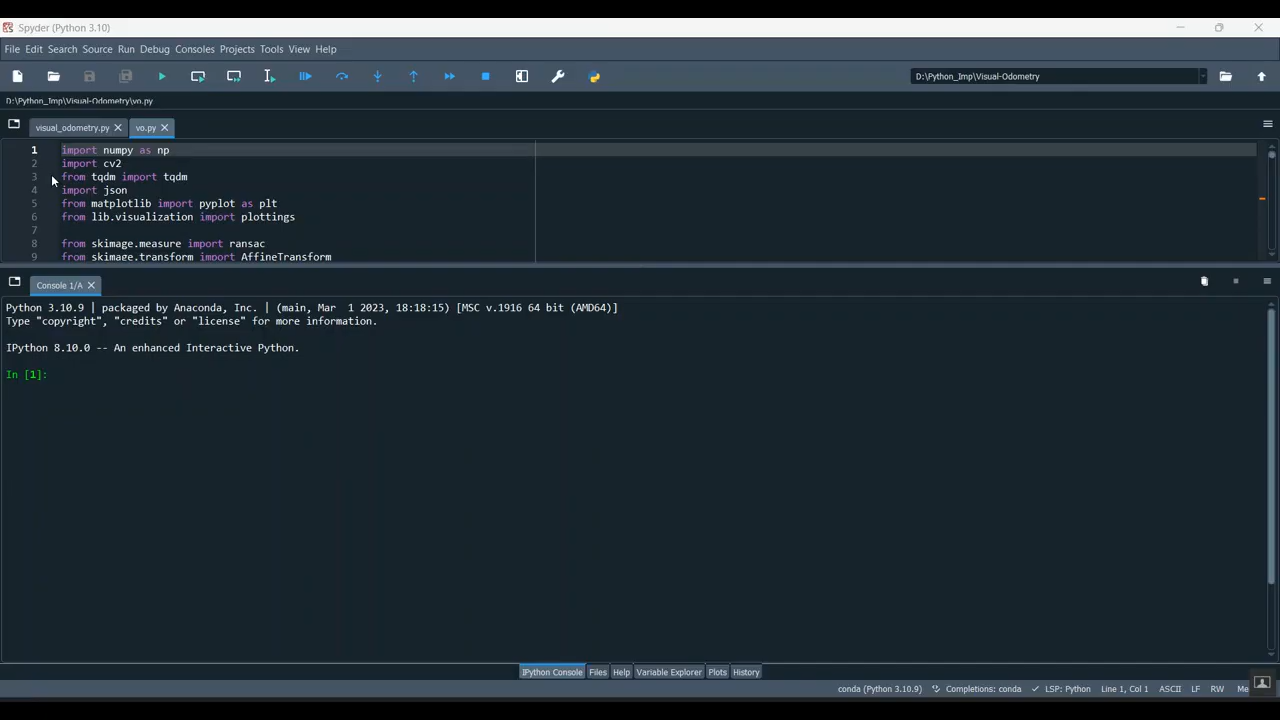 Spyder (Python 3.10)
File Edit Search Source Run Debug Consoles Projects Tools View Help
D:\Python_Imp\Visual-Odometry
D:\Python_Imp\Visual-Odometry\vo.py
visual_odometry.py vo.py
1 import numpy as np
2 import cv2
3 from tqdm import tqdm
4 import json
5 from matplotlib import pyplot as plt
6 from lib.visualization import plottings
7
8 from skimage.measure import ransac
9 from skimage.transform import AffineTransform
Console 1/A
Python 3.10.9 | packaged by Anaconda, Inc. | (main, Mar  1 2023, 18:18:15) [MSC v.1916 64 bit (AMD64)]
Type "copyright", "credits" or "license" for more information.
IPython 8.10.0 -- An enhanced Interactive Python.
In [1]:
IPython Console Files Help Variable Explorer Plots History
conda (Python 3.10.9) Completions: conda LSP: Python Line 1, Col 1 ASCII LF RW Me